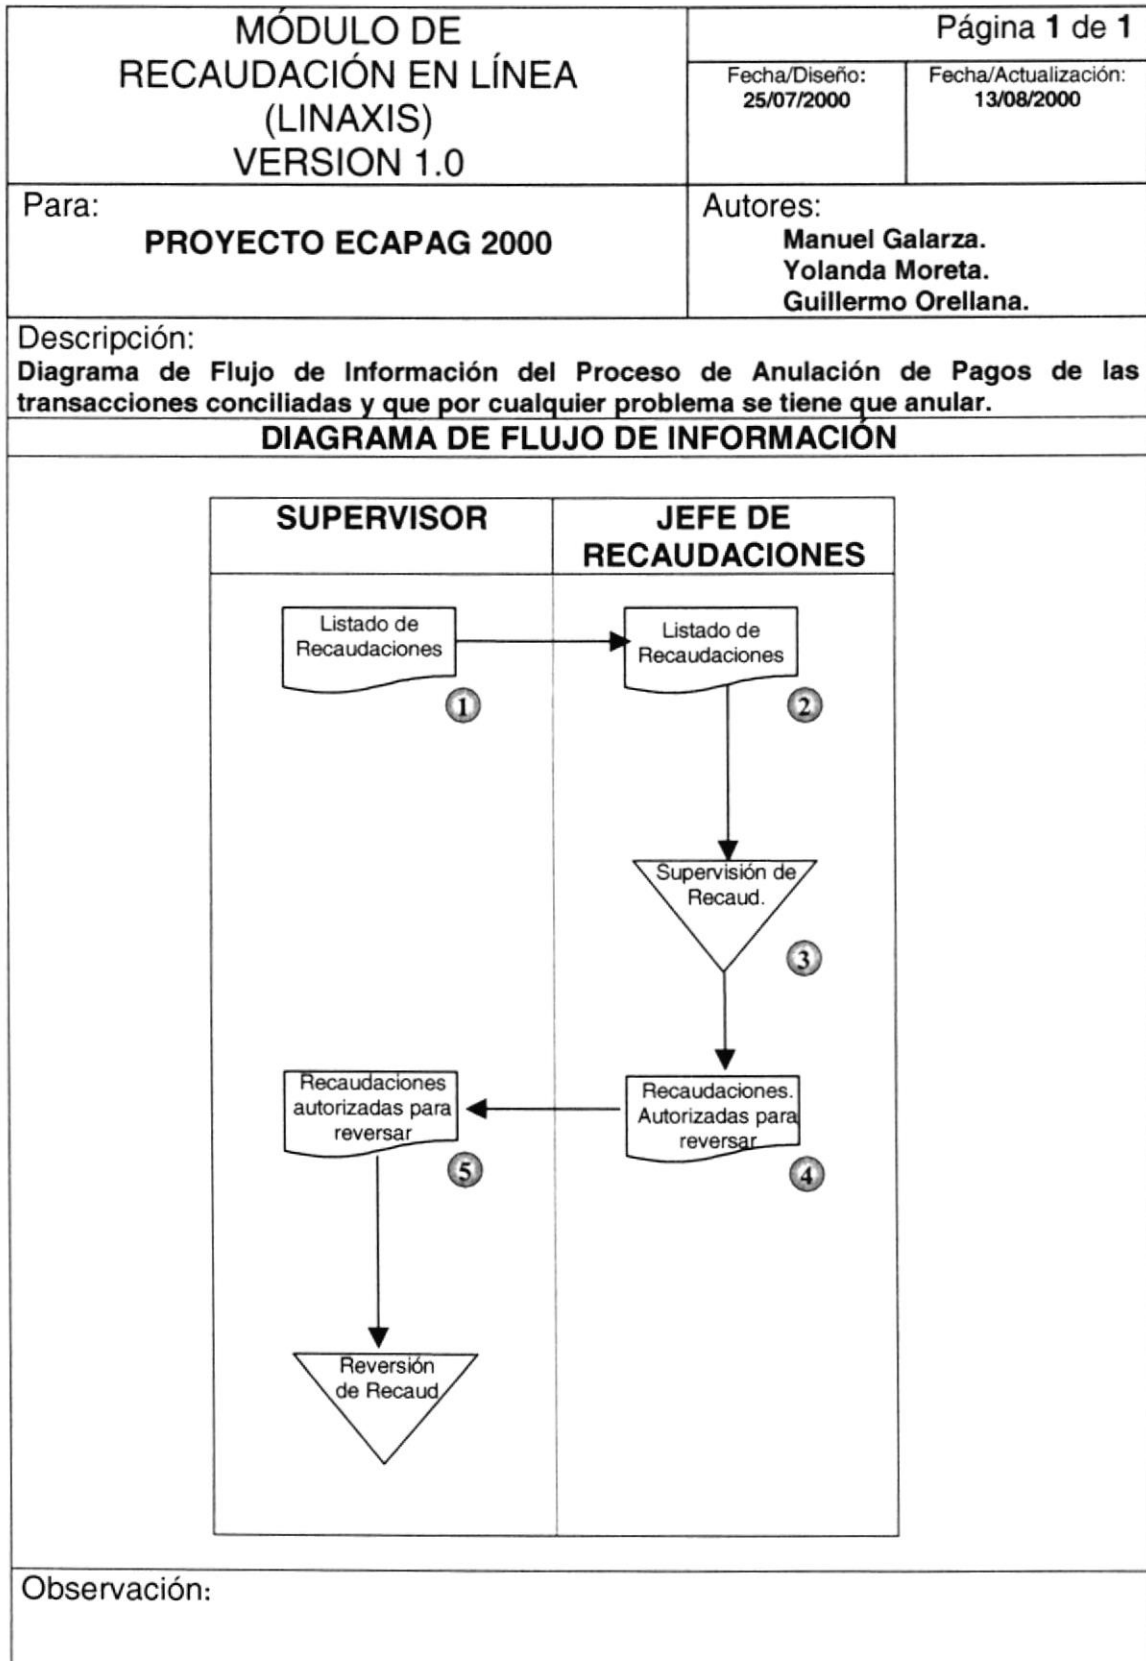 MÓDULO DE
RECAUDACIÓN EN LÍNEA
(LINAXIS)
VERSION 1.0
Página 1 de 1
Fecha/Diseño:
25/07/2000
Fecha/Actualización:
13/08/2000
Para:
PROYECTO ECAPAG 2000
Autores:
Manuel Galarza.
Yolanda Moreta.
Guillermo Orellana.
Descripción:
Diagrama de Flujo de Información del Proceso de Anulación de Pagos de las
transacciones conciliadas y que por cualquier problema se tiene que anular.
DIAGRAMA DE FLUJO DE INFORMACIÓN
SUPERVISOR
JEFE DE
RECAUDACIONES
Listado de
Recaudaciones
1
Listado de
Recaudaciones
2
Supervisión de
Recaud.
3
Recaudaciones.
Autorizadas para
reversar
4
Recaudaciones
autorizadas para
reversar
5
Reversión
de Recaud
Observación: